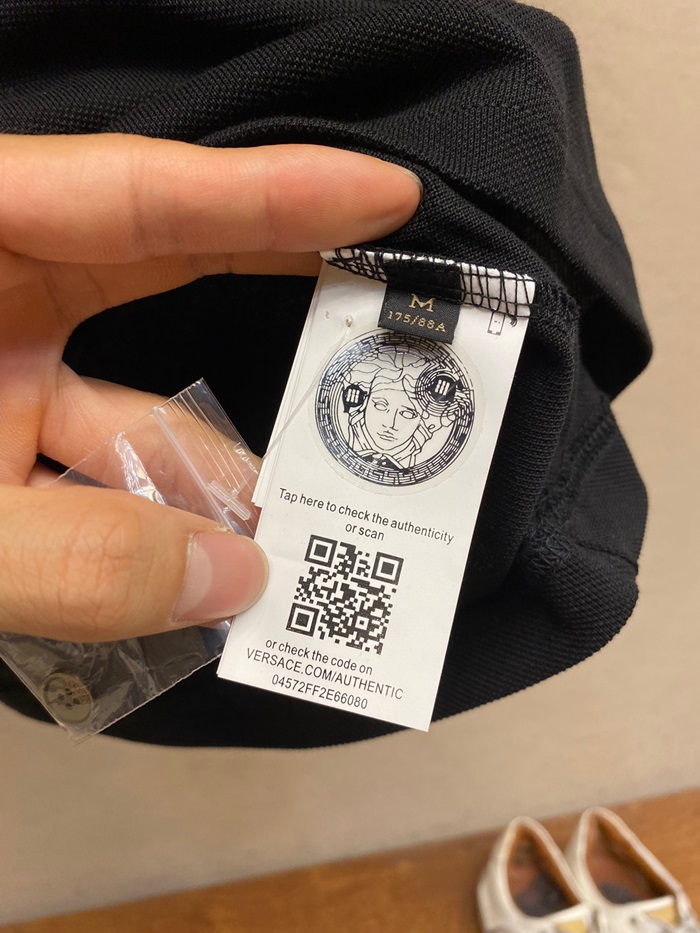 M
175/88A
Tap here to check the authenticity
or scan
or check the code on
VERSACE.COM/AUTHENTIC
04572FF2E66080